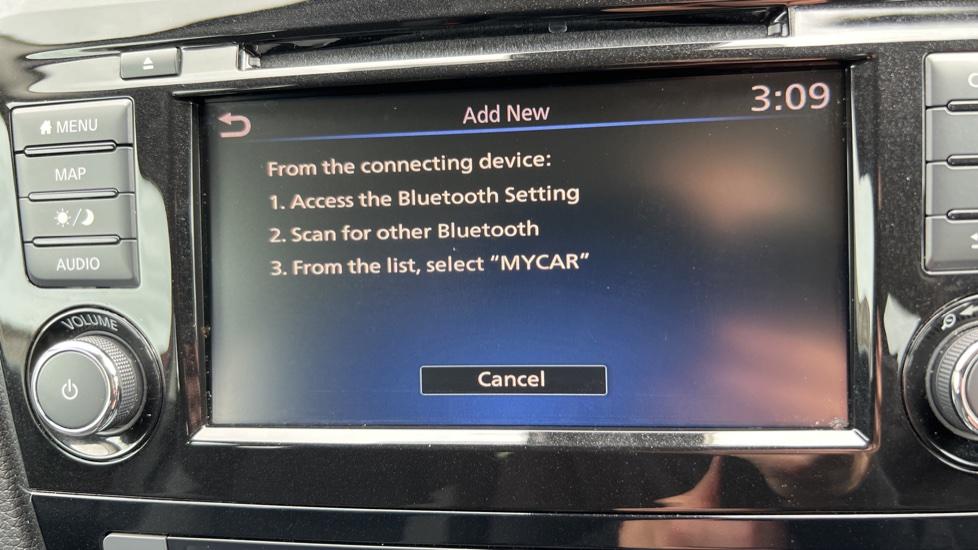 Add New
3:09
From the connecting device:
1. Access the Bluetooth Setting
2. Scan for other Bluetooth
3. From the list, select “MYCAR”
Cancel
MENU
MAP
AUDIO
VOLUME